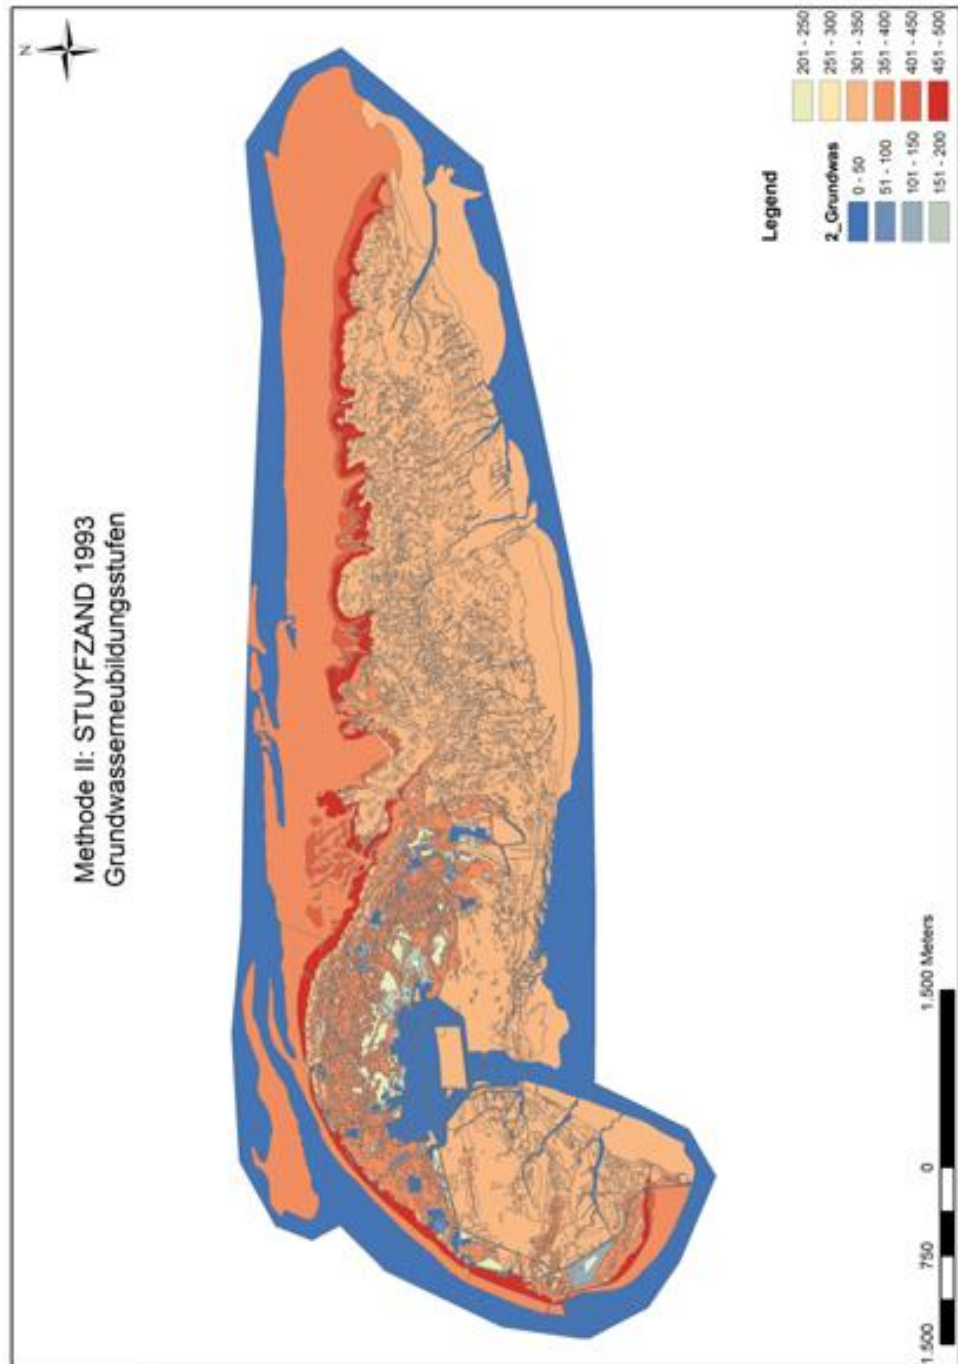 Methode II: STUYFZAND 1993
Grundwasserneubildungsstufen
N
Legend
2_Grundwas
0 - 50
51 - 100
101 - 150
151 - 200
201 - 250
251 - 300
301 - 350
351 - 400
401 - 450
451 - 500
1.500 750 0 1.500 Meters